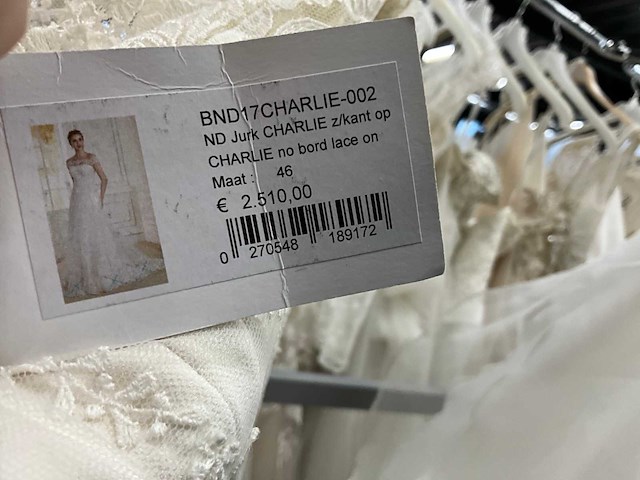 BND17CHARLIE-002
ND Jurk CHARLIE z/kant op
CHARLIE no bord lace on
Maat : 46
€ 2.510,00
0 270548 189172